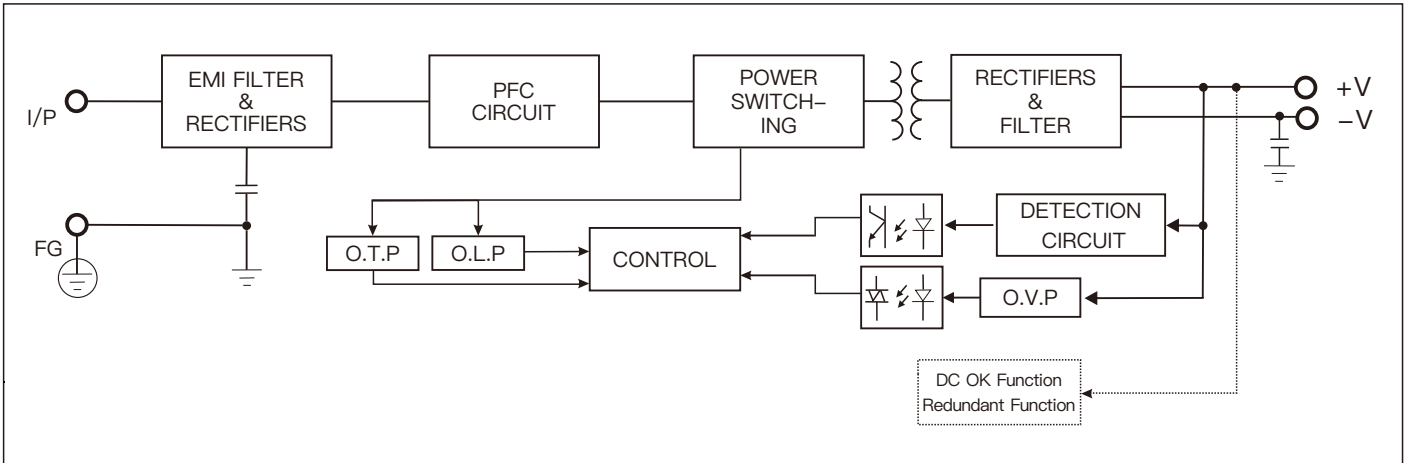 I/P
EMI FILTER
&
RECTIFIERS
PFC
CIRCUIT
POWER
SWITCH-
ING
RECTIFIERS
&
FILTER
+V
-V
FG
O.T.P
O.L.P
CONTROL
DETECTION
CIRCUIT
O.V.P
DC OK Function
Redundant Function